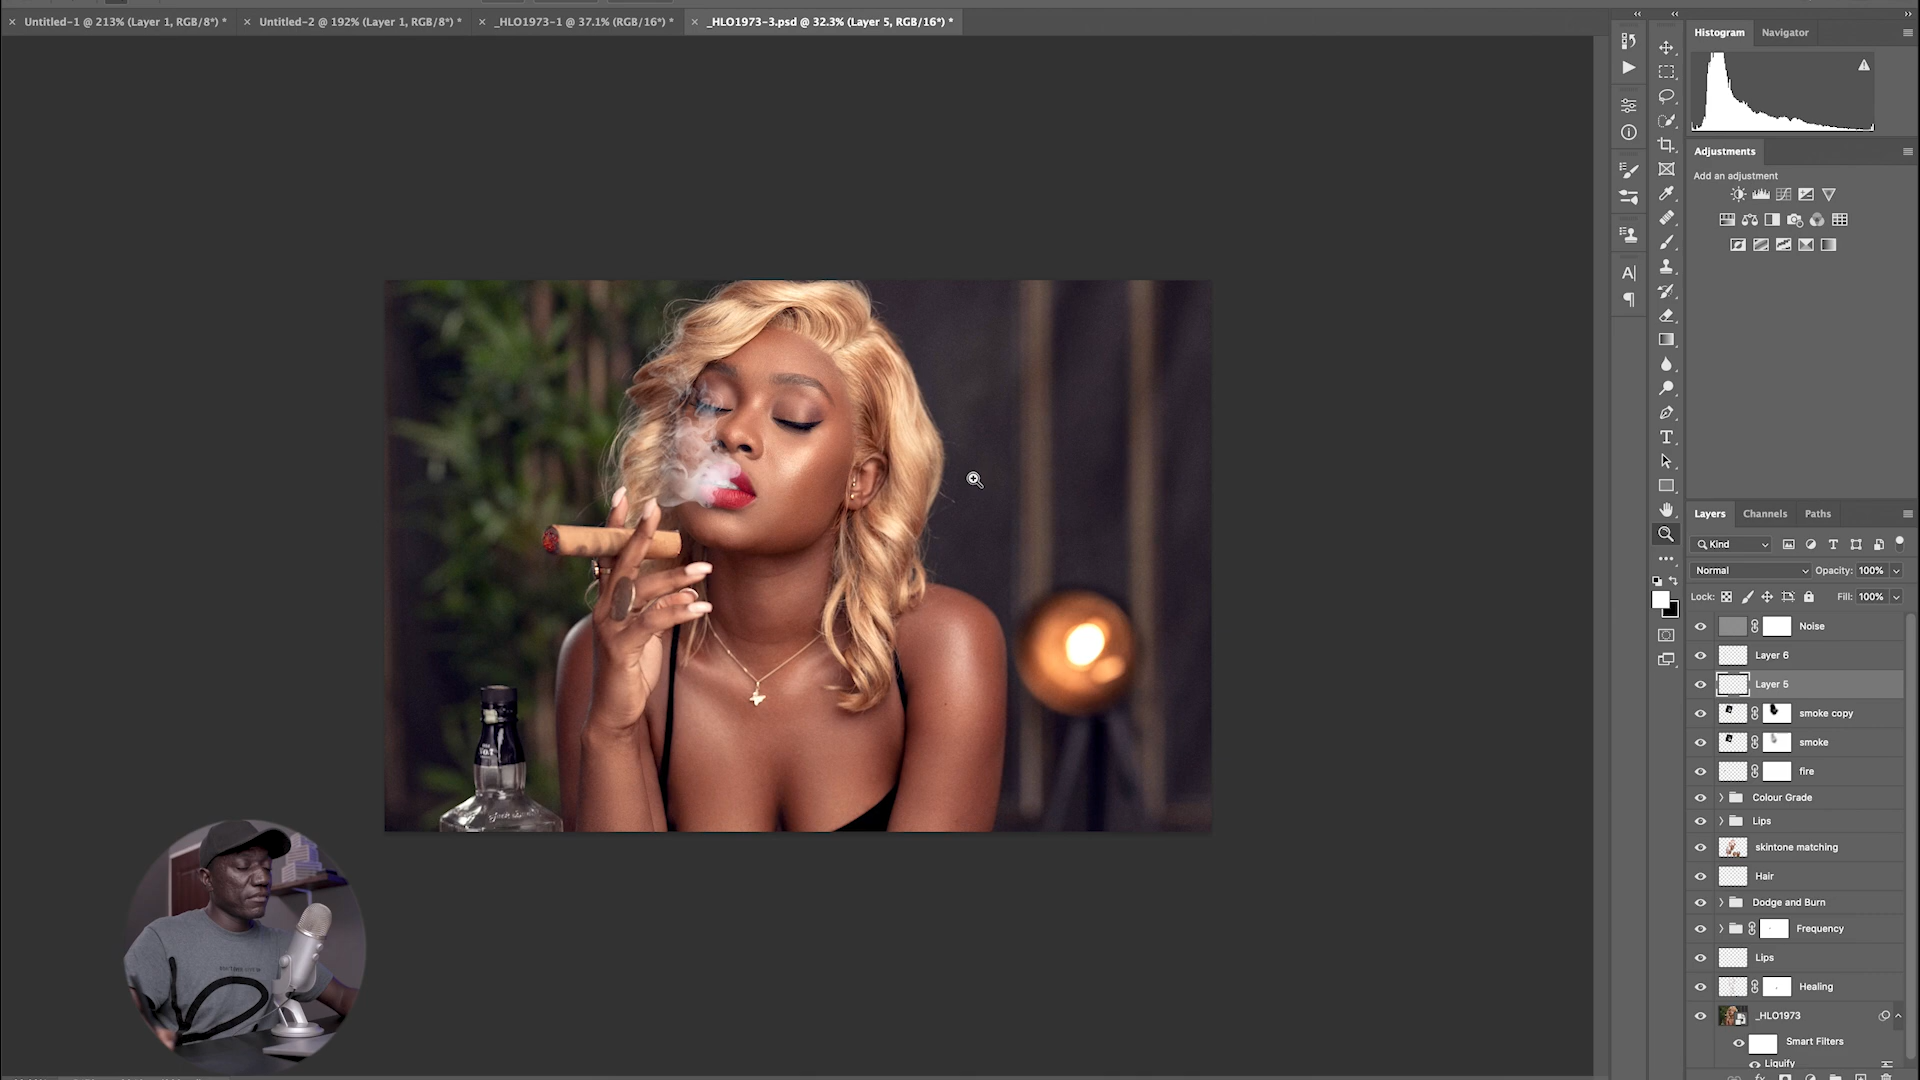 Untitled-1 @ 213% (Layer 1, RGB/8*) *
Untitled-2 @ 192% (Layer 1, RGB/8*) *
_HLO1973-1 @ 37.1% (RGB/16*) *
_HLO1973-3.psd @ 32.3% (Layer 5, RGB/16*) *
Histogram
Navigator
Adjustments
Add an adjustment
Layers
Channels
Paths
Kind
Normal
Opacity: 100%
Lock:
Fill: 100%
Noise
Layer 6
Layer 5
smoke copy
smoke
fire
Colour Grade
Lips
skintone matching
Hair
Dodge and Burn
Frequency
Lips
Healing
_HLO1973
Smart Filters
Liquify